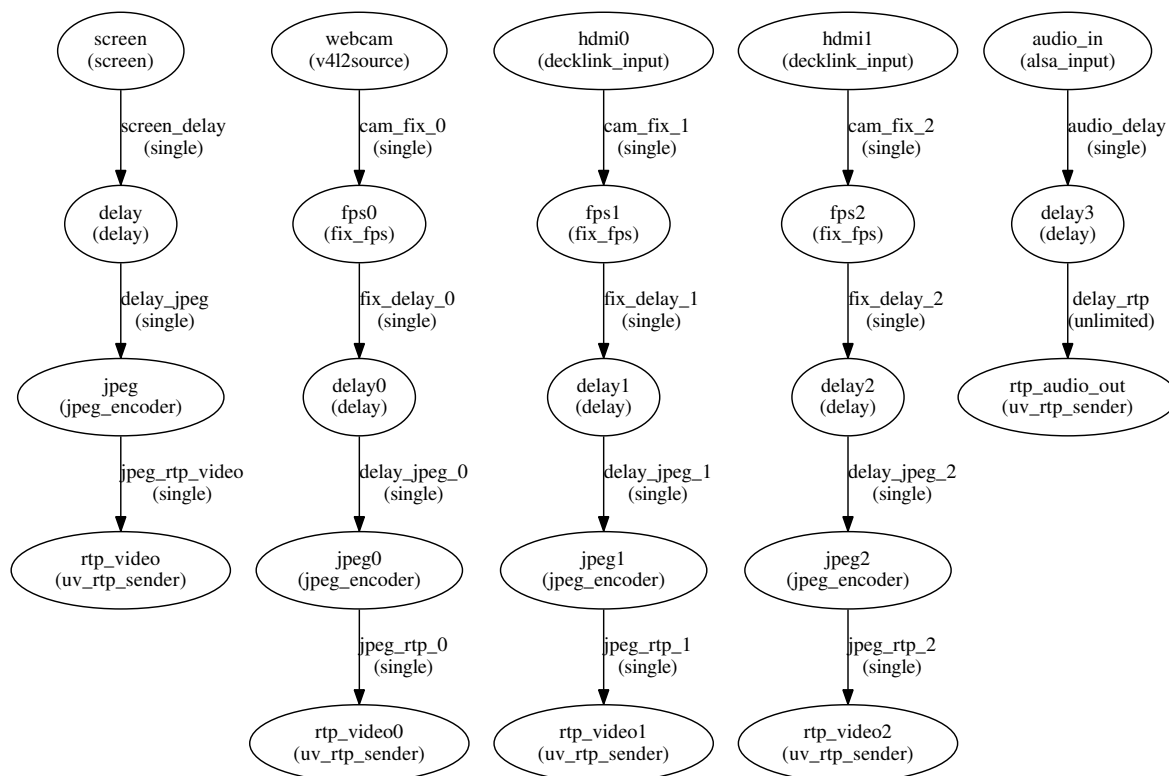 screen
(screen)
webcam
(v4l2source)
hdmi0
(decklink_input)
hdmi1
(decklink_input)
audio_in
(alsa_input)
screen_delay
(single)
cam_fix_0
(single)
cam_fix_1
(single)
cam_fix_2
(single)
audio_delay
(single)
delay
(delay)
fps0
(fix_fps)
fps1
(fix_fps)
fps2
(fix_fps)
delay3
(delay)
delay_jpeg
(single)
fix_delay_0
(single)
fix_delay_1
(single)
fix_delay_2
(single)
delay_rtp
(unlimited)
jpeg
(jpeg_encoder)
delay0
(delay)
delay1
(delay)
delay2
(delay)
rtp_audio_out
(uv_rtp_sender)
jpeg_rtp_video
(single)
delay_jpeg_0
(single)
delay_jpeg_1
(single)
delay_jpeg_2
(single)
rtp_video
(uv_rtp_sender)
jpeg0
(jpeg_encoder)
jpeg1
(jpeg_encoder)
jpeg2
(jpeg_encoder)
jpeg_rtp_0
(single)
jpeg_rtp_1
(single)
jpeg_rtp_2
(single)
rtp_video0
(uv_rtp_sender)
rtp_video1
(uv_rtp_sender)
rtp_video2
(uv_rtp_sender)